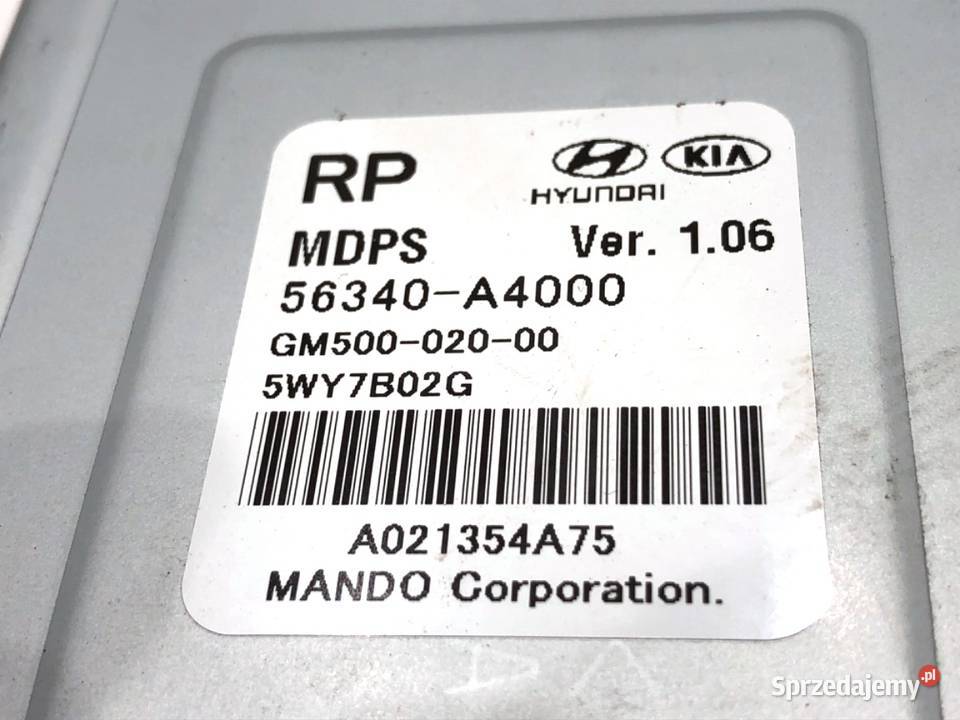 RP
HYUNDAI KIA
MDPS Ver. 1.06
56340-A4000
GM500-020-00
5WY7B02G
A021354A75
MANDO Corporation.
Sprzedajemy.pl